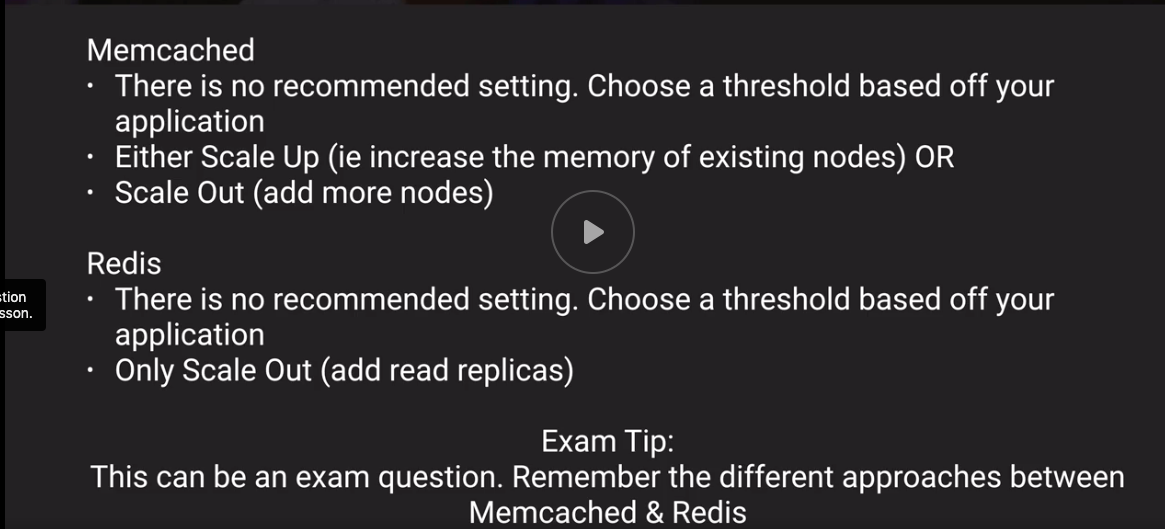 Memcached
• There is no recommended setting. Choose a threshold based off your
application
• Either Scale Up (ie increase the memory of existing nodes) OR
• Scale Out (add more nodes)
Redis
stion
sson.
• There is no recommended setting. Choose a threshold based off your
application
• Only Scale Out (add read replicas)
Exam Tip:
This can be an exam question. Remember the different approaches between
Memcached & Redis